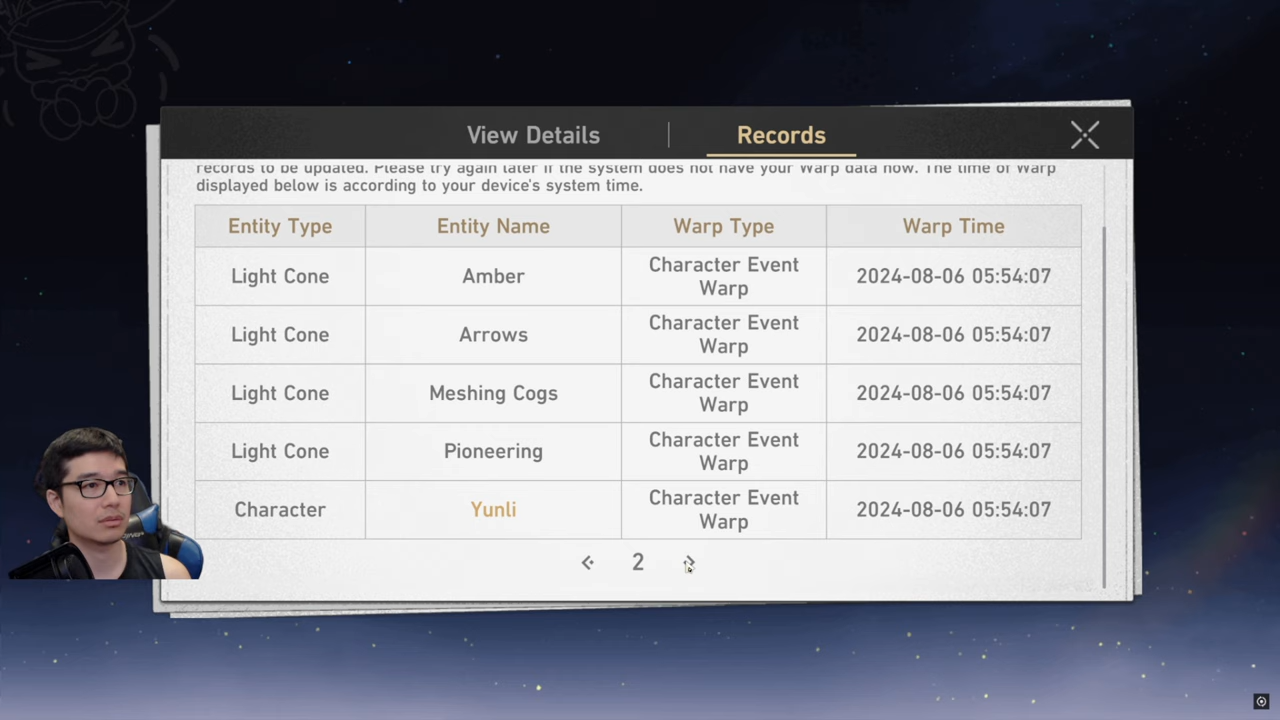 View Details | Records
records to be updated. Please try again later if the system does not have your Warp data now. The time of Warp
displayed below is according to your device's system time.
Entity Type Entity Name Warp Type Warp Time
Light Cone Amber Character Event Warp 2024-08-06 05:54:07
Light Cone Arrows Character Event Warp 2024-08-06 05:54:07
Light Cone Meshing Cogs Character Event Warp 2024-08-06 05:54:07
Light Cone Pioneering Character Event Warp 2024-08-06 05:54:07
Character Yunli Character Event Warp 2024-08-06 05:54:07
2